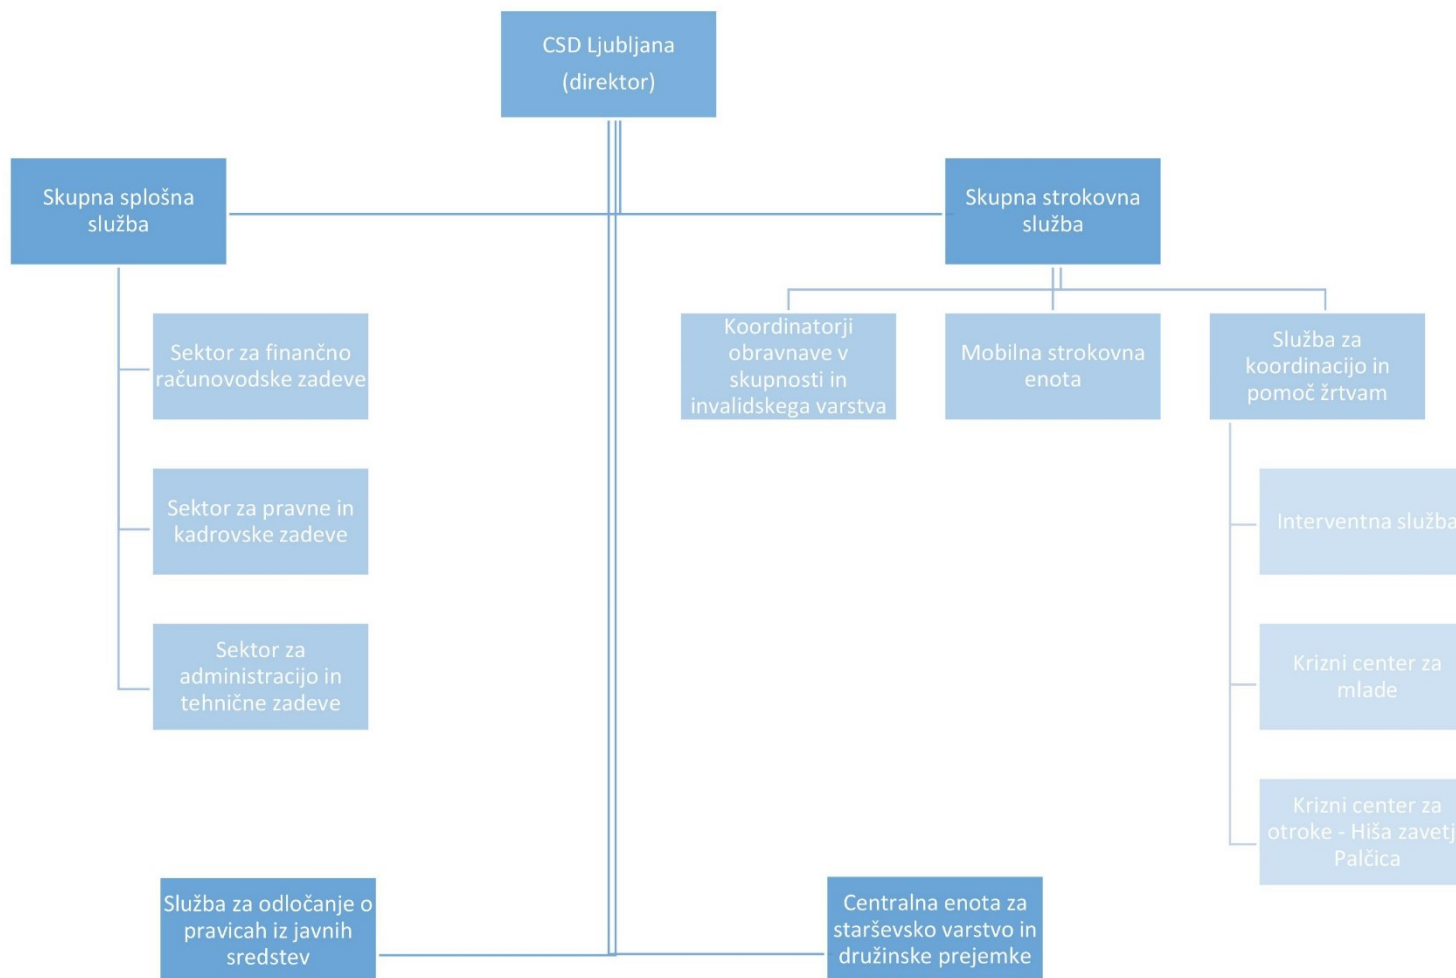 CSD Ljubljana
(direktor)
Skupna splošna
služba
Skupna strokovna
služba
Sektor za finančno
računovodske zadeve
Sektor za pravne in
kadrovske zadeve
Sektor za
administracijo in
tehnične zadeve
Koordinatorji
obravnave v
skupnosti in
invalidskega varstva
Mobilna strokovna
enota
Služba za
koordinacijo in
pomoč žrtvam
Interventna služba
Krizni center za
mlade
Krizni center za
otroke - Hiša zavetj
Palčica
Služba za odločanje o
pravicah iz javnih
sredstev
Centralna enota za
starševsko varstvo in
družinske prejemke